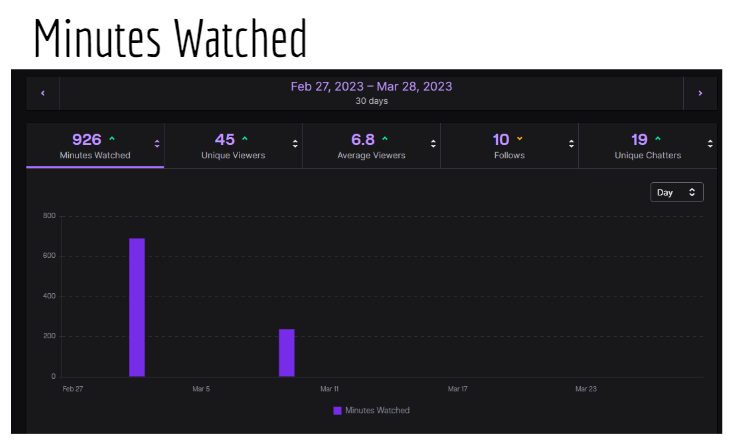 Minutes Watched
Feb 27, 2023 – Mar 28, 2023
30 days
926
Minutes Watched
45
Unique Viewers
6.8
Average Viewers
10
Follows
19
Unique Chatters
Day
800
600
400
200
0
Feb 27
Mar 5
Mar 11
Mar 17
Mar 23
Minutes Watched